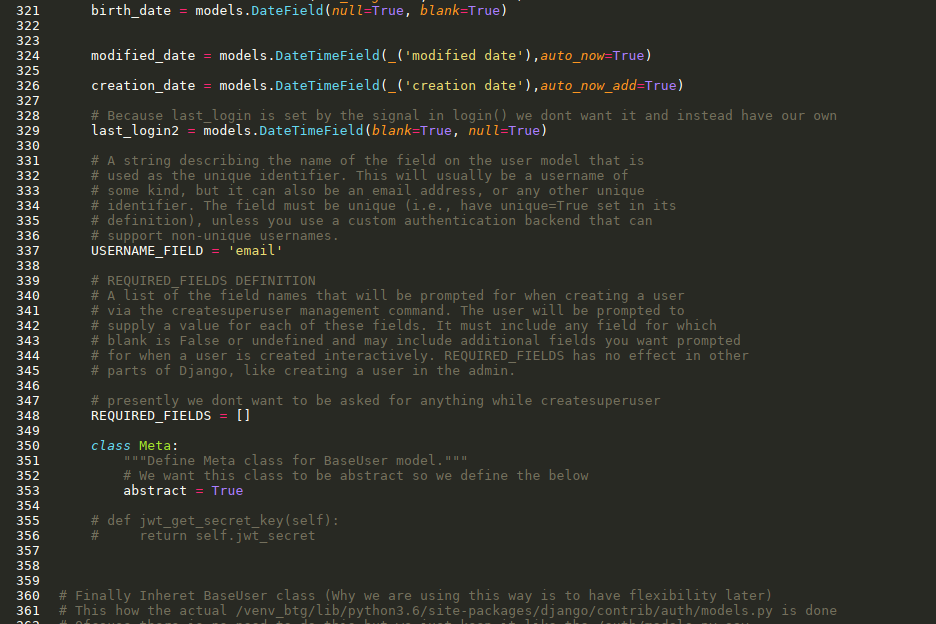 321 birth_date = models.DateField(null=True, blank=True)
322
323
324 modified_date = models.DateTimeField(_('modified date'),auto_now=True)
325
326 creation_date = models.DateTimeField(_('creation date'),auto_now_add=True)
327
328 # Because last_login is set by the signal in login() we dont want it and instead have our own
329 last_login2 = models.DateTimeField(blank=True, null=True)
330
331 # A string describing the name of the field on the user model that is
332 # used as the unique identifier. This will usually be a username of
333 # some kind, but it can also be an email address, or any other unique
334 # identifier. The field must be unique (i.e., have unique=True set in its
335 # definition), unless you use a custom authentication backend that can
336 # support non-unique usernames.
337 USERNAME_FIELD = 'email'
338
339 # REQUIRED_FIELDS DEFINITION
340 # A list of the field names that will be prompted for when creating a user
341 # via the createsuperuser management command. The user will be prompted to
342 # supply a value for each of these fields. It must include any field for which
343 # blank is False or undefined and may include additional fields you want prompted
344 # for when a user is created interactively. REQUIRED_FIELDS has no effect in other
345 # parts of Django, like creating a user in the admin.
346
347 # presently we dont want to be asked for anything while createsuperuser
348 REQUIRED_FIELDS = []
349
350 class Meta:
351 """Define Meta class for BaseUser model."""
352 # We want this class to be abstract so we define the below
353 abstract = True
354
355 # def jwt_get_secret_key(self):
356 #     return self.jwt_secret
357
358
359
360 # Finally Inheret BaseUser class (Why we are using this way is to have flexibility later)
361 # This how the actual /venv_btg/lib/python3.6/site-packages/django/contrib/auth/models.py is done